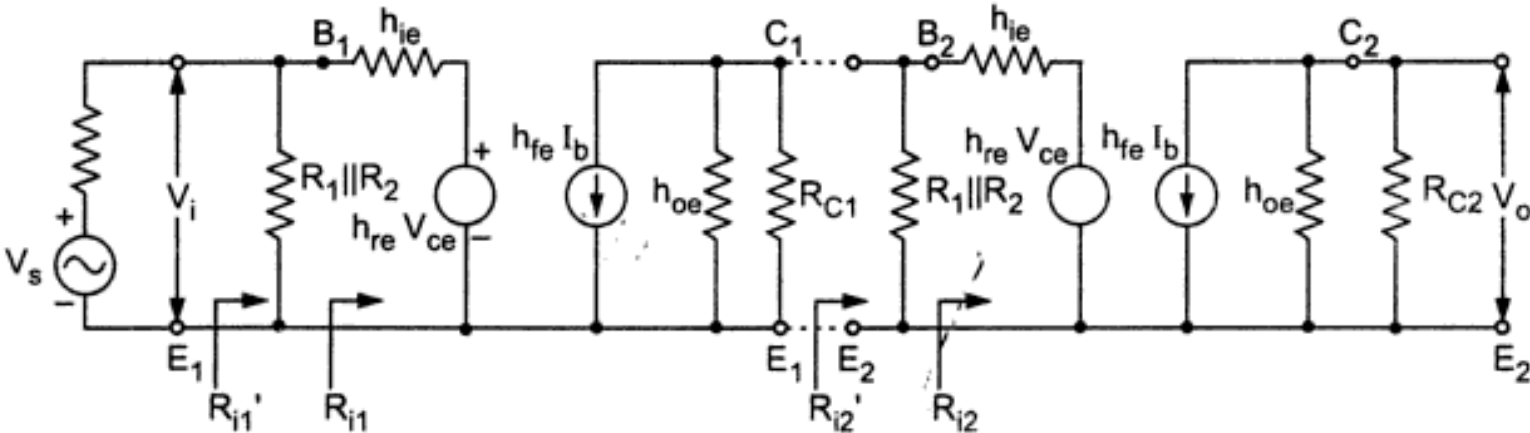 B₁ hᵢₑ C₁ B₂ hᵢₑ C₂
+ hfe Ib hre Vce hfe Ib
Vi R₁||R₂ hoe RC1 R₁||R₂ hoe RC2 Vo
+ hre Vce −
Vs −
E₁ E₁ E₂ E₂
Ri1' Ri1 Ri2' Ri2